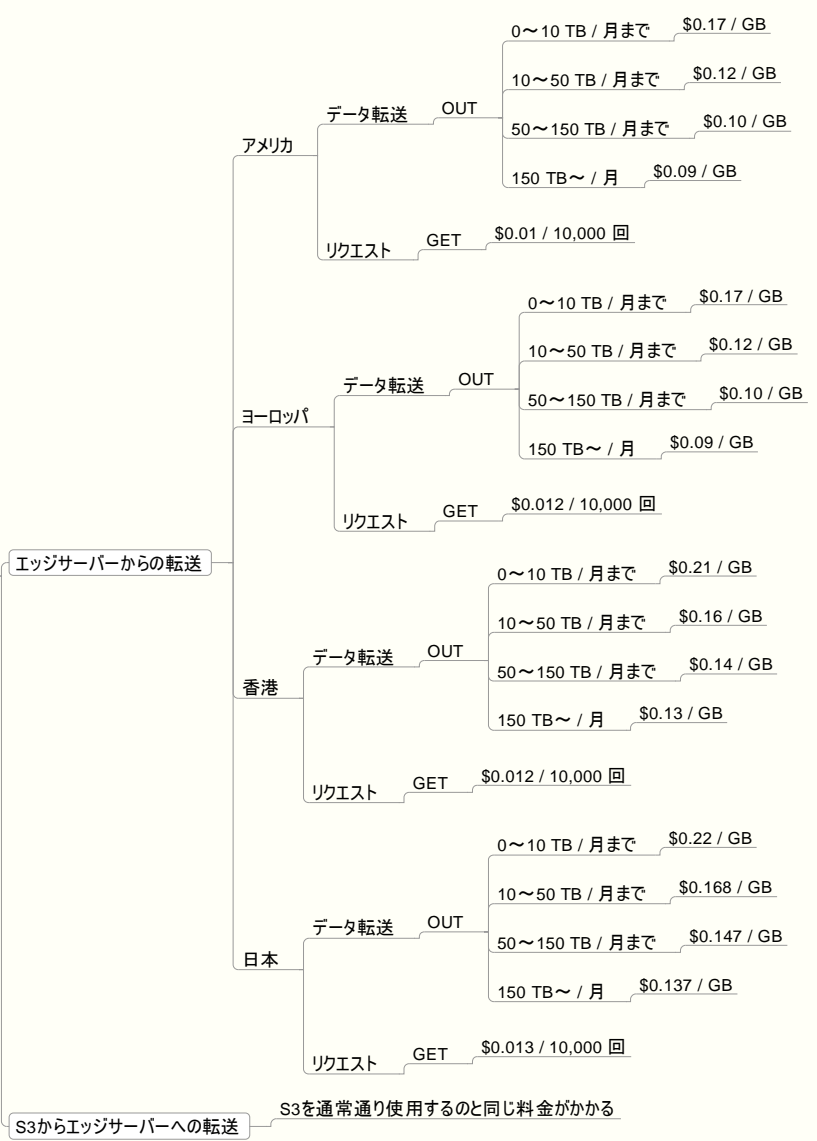 エッジサーバーからの転送
アメリカ
データ転送
OUT
0～10 TB / 月まで
$0.17 / GB
10～50 TB / 月まで
$0.12 / GB
50～150 TB / 月まで
$0.10 / GB
150 TB～ / 月
$0.09 / GB
リクエスト
GET
$0.01 / 10,000 回
ヨーロッパ
データ転送
OUT
0～10 TB / 月まで
$0.17 / GB
10～50 TB / 月まで
$0.12 / GB
50～150 TB / 月まで
$0.10 / GB
150 TB～ / 月
$0.09 / GB
リクエスト
GET
$0.012 / 10,000 回
香港
データ転送
OUT
0～10 TB / 月まで
$0.21 / GB
10～50 TB / 月まで
$0.16 / GB
50～150 TB / 月まで
$0.14 / GB
150 TB～ / 月
$0.13 / GB
リクエスト
GET
$0.012 / 10,000 回
日本
データ転送
OUT
0～10 TB / 月まで
$0.22 / GB
10～50 TB / 月まで
$0.168 / GB
50～150 TB / 月まで
$0.147 / GB
150 TB～ / 月
$0.137 / GB
リクエスト
GET
$0.013 / 10,000 回
S3からエッジサーバーへの転送
S3を通常通り使用するのと同じ料金がかかる